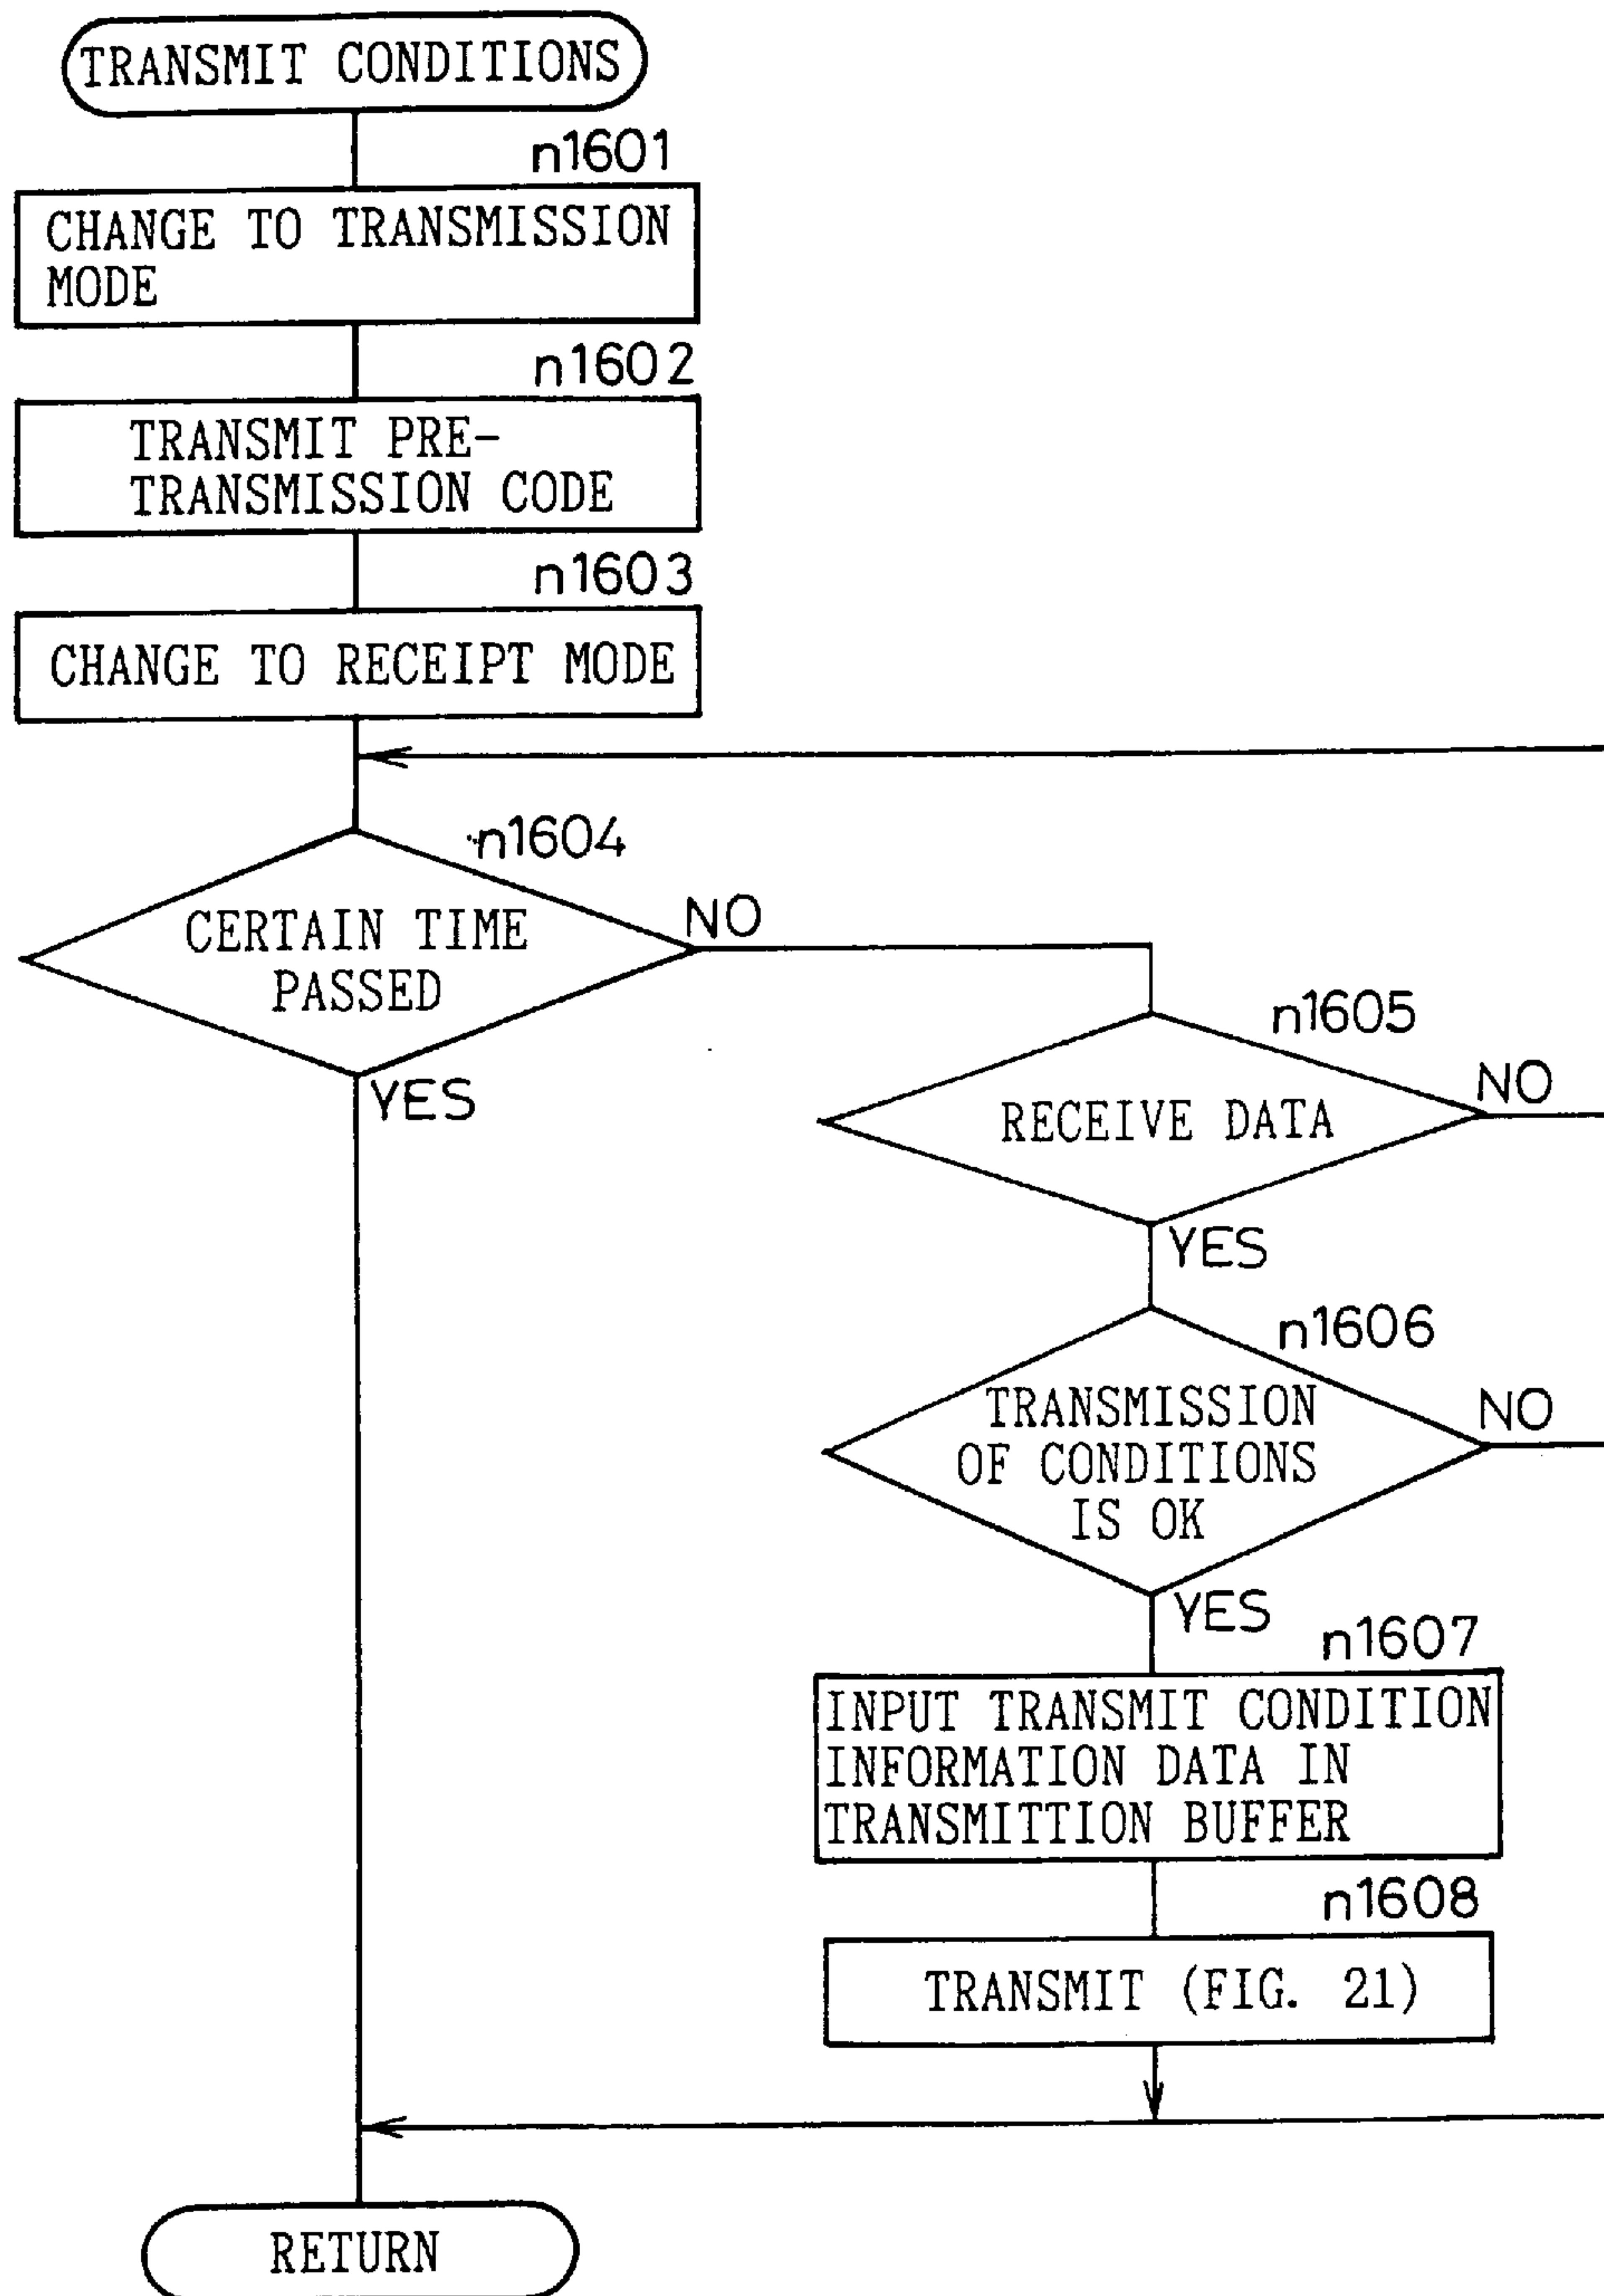 TRANSMIT CONDITIONS
n1601
CHANGE TO TRANSMISSION
MODE
n1602
TRANSMIT PRE-
TRANSMISSION CODE
n1603
CHANGE TO RECEIPT MODE
n1604
CERTAIN TIME
PASSED
NO
YES
n1605
RECEIVE DATA
NO
YES
n1606
TRANSMISSION
OF CONDITIONS
IS OK
NO
YES
n1607
INPUT TRANSMIT CONDITION
INFORMATION DATA IN
TRANSMITTION BUFFER
n1608
TRANSMIT (FIG. 21)
RETURN